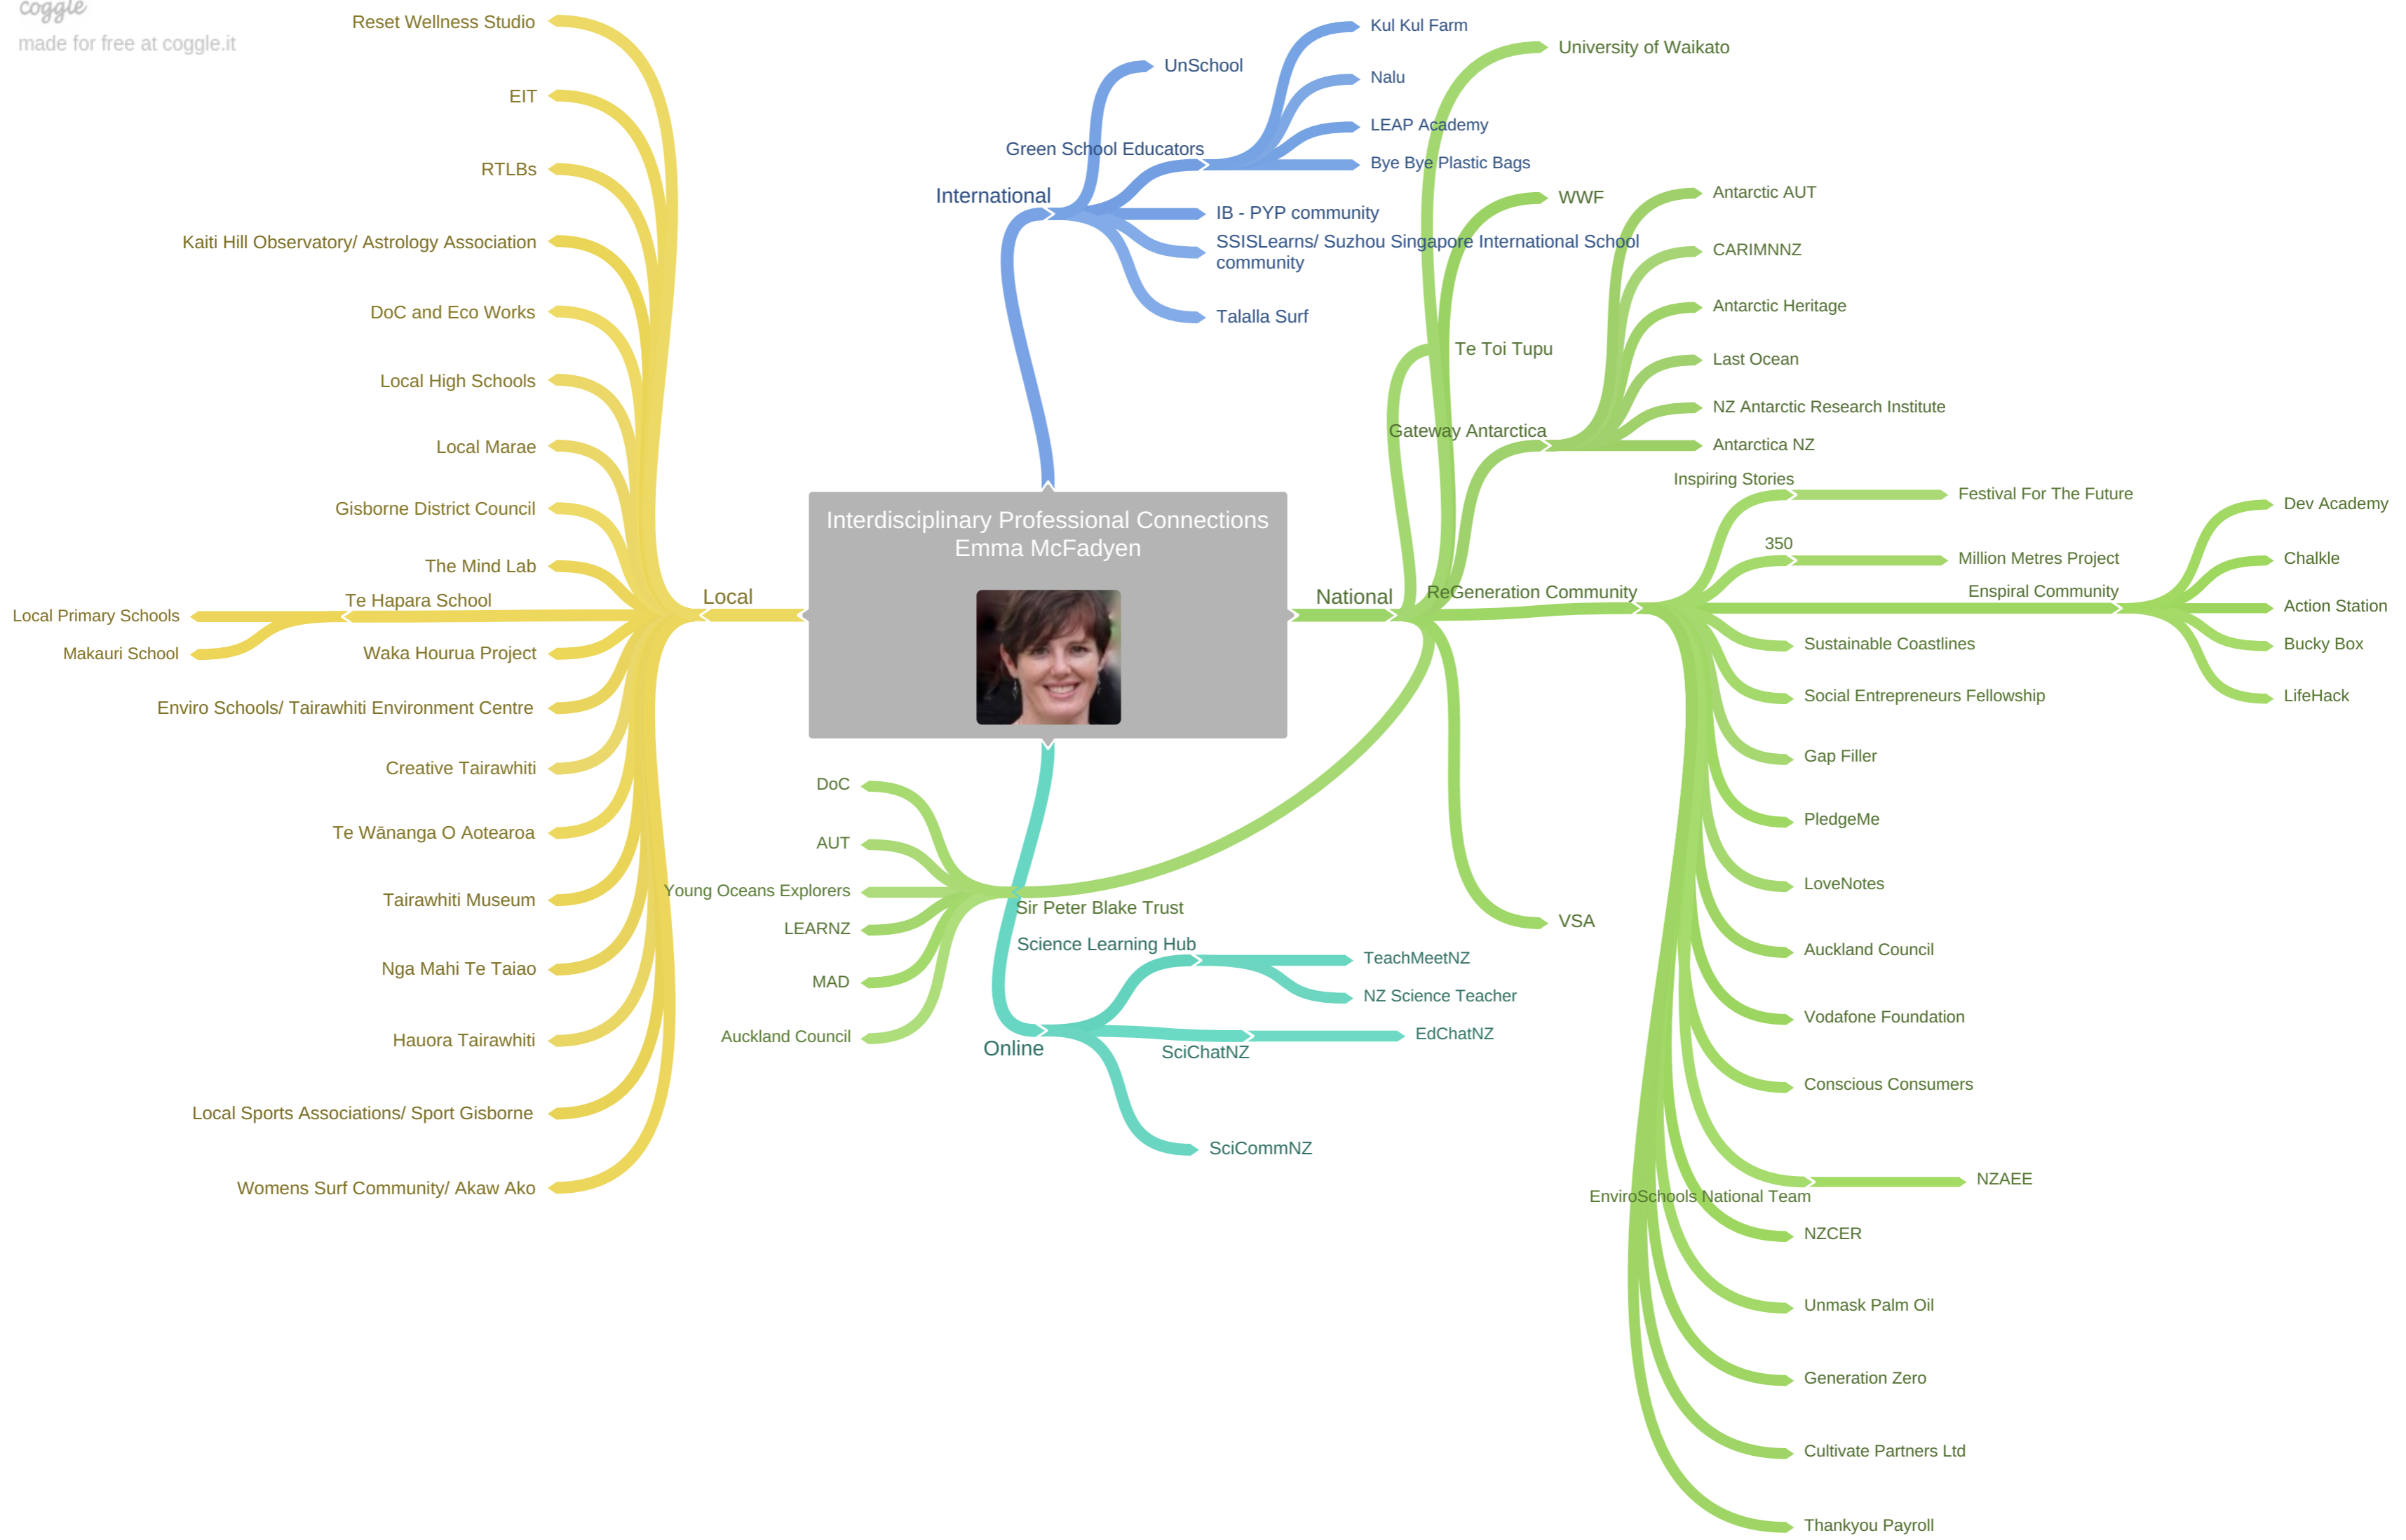 coggle
made for free at coggle.it
Reset Wellness Studio
EIT
RTLBs
Kaiti Hill Observatory/ Astrology Association
DoC and Eco Works
Local High Schools
Local Marae
Gisborne District Council
The Mind Lab
Te Hapara School
Local Primary Schools
Makauri School
Waka Hourua Project
Enviro Schools/ Tairawhiti Environment Centre
Creative Tairawhiti
Te Wānanga O Aotearoa
Tairawhiti Museum
Nga Mahi Te Taiao
Hauora Tairawhiti
Local Sports Associations/ Sport Gisborne
Womens Surf Community/ Akaw Ako
Local
Interdisciplinary Professional Connections
Emma McFadyen
International
UnSchool
Green School Educators
Kul Kul Farm
Nalu
LEAP Academy
Bye Bye Plastic Bags
IB - PYP community
SSISLearns/ Suzhou Singapore International School
community
Talalla Surf
National
University of Waikato
WWF
Te Toi Tupu
Gateway Antarctica
Antarctic AUT
CARIMNNZ
Antarctic Heritage
Last Ocean
NZ Antarctic Research Institute
Antarctica NZ
ReGeneration Community
Inspiring Stories
Festival For The Future
350
Million Metres Project
Enspiral Community
Dev Academy
Chalkle
Action Station
Bucky Box
LifeHack
Sustainable Coastlines
Social Entrepreneurs Fellowship
Gap Filler
PledgeMe
LoveNotes
Auckland Council
Vodafone Foundation
Conscious Consumers
EnviroSchools National Team
NZAEE
NZCER
Unmask Palm Oil
Generation Zero
Cultivate Partners Ltd
Thankyou Payroll
VSA
Sir Peter Blake Trust
DoC
AUT
Young Oceans Explorers
LEARNZ
MAD
Auckland Council
Online
Science Learning Hub
TeachMeetNZ
NZ Science Teacher
SciChatNZ
EdChatNZ
SciCommNZ